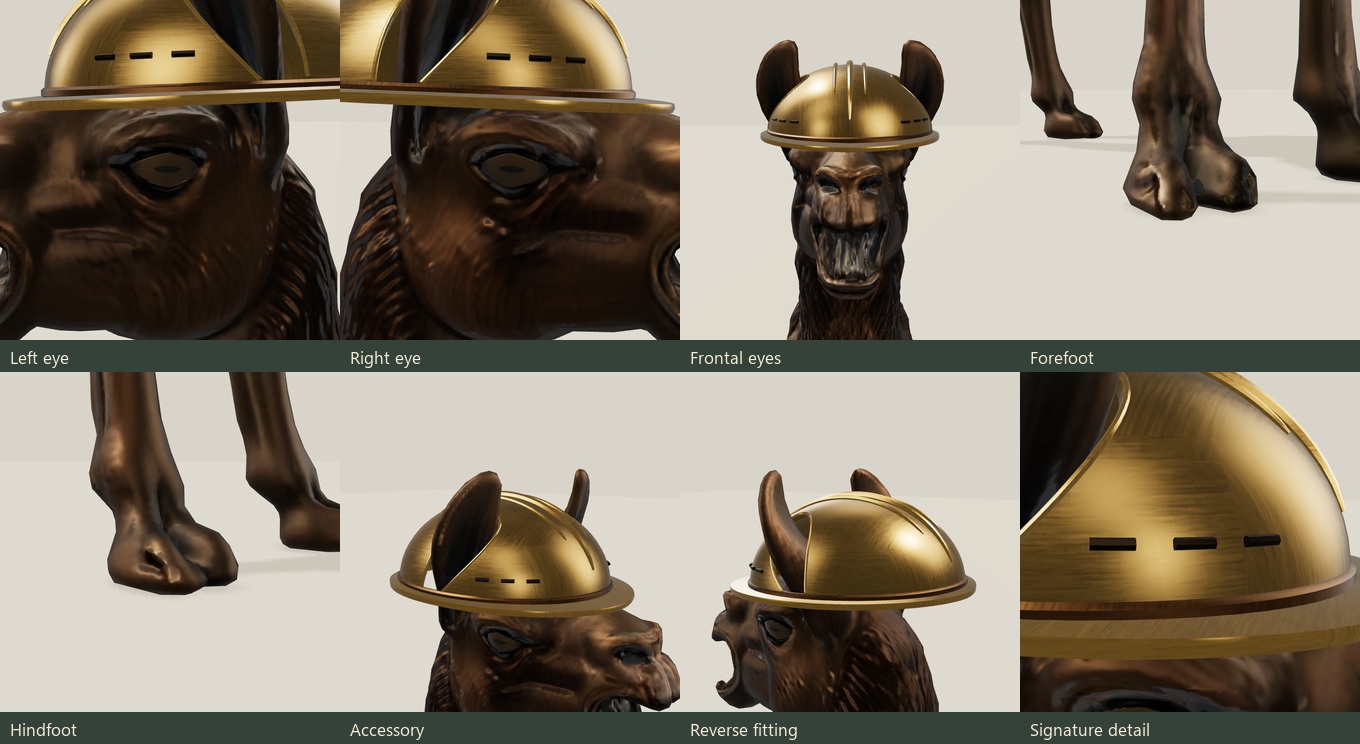 Left eye
Right eye
Frontal eyes
Forefoot
Hindfoot
Accessory
Reverse fitting
Signature detail